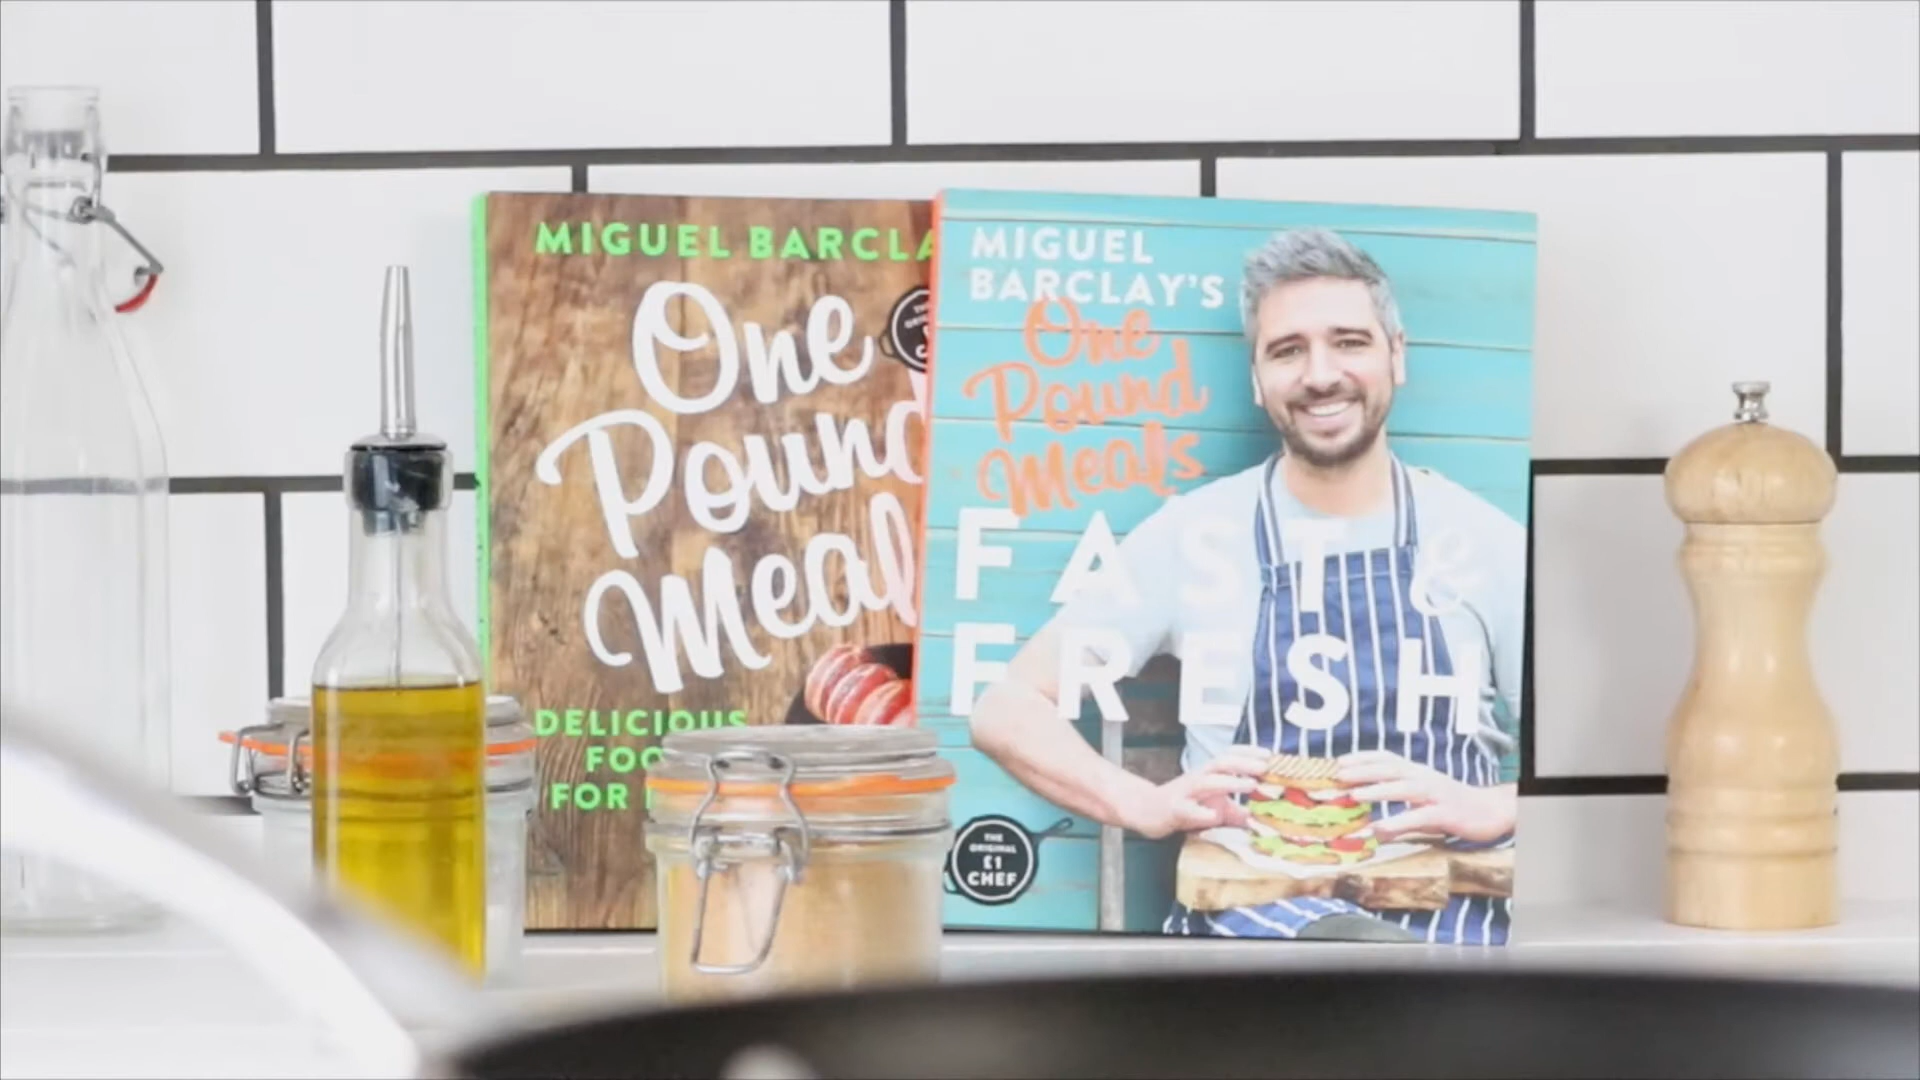 MIGUEL BARCLA
One
Pound
Meal
DELICIOUS
FOO
FOR
MIGUEL
BARCLAY'S
One
Pound
Meals
FAST &
FRESH
THE
ORIGINAL
£1
CHEF